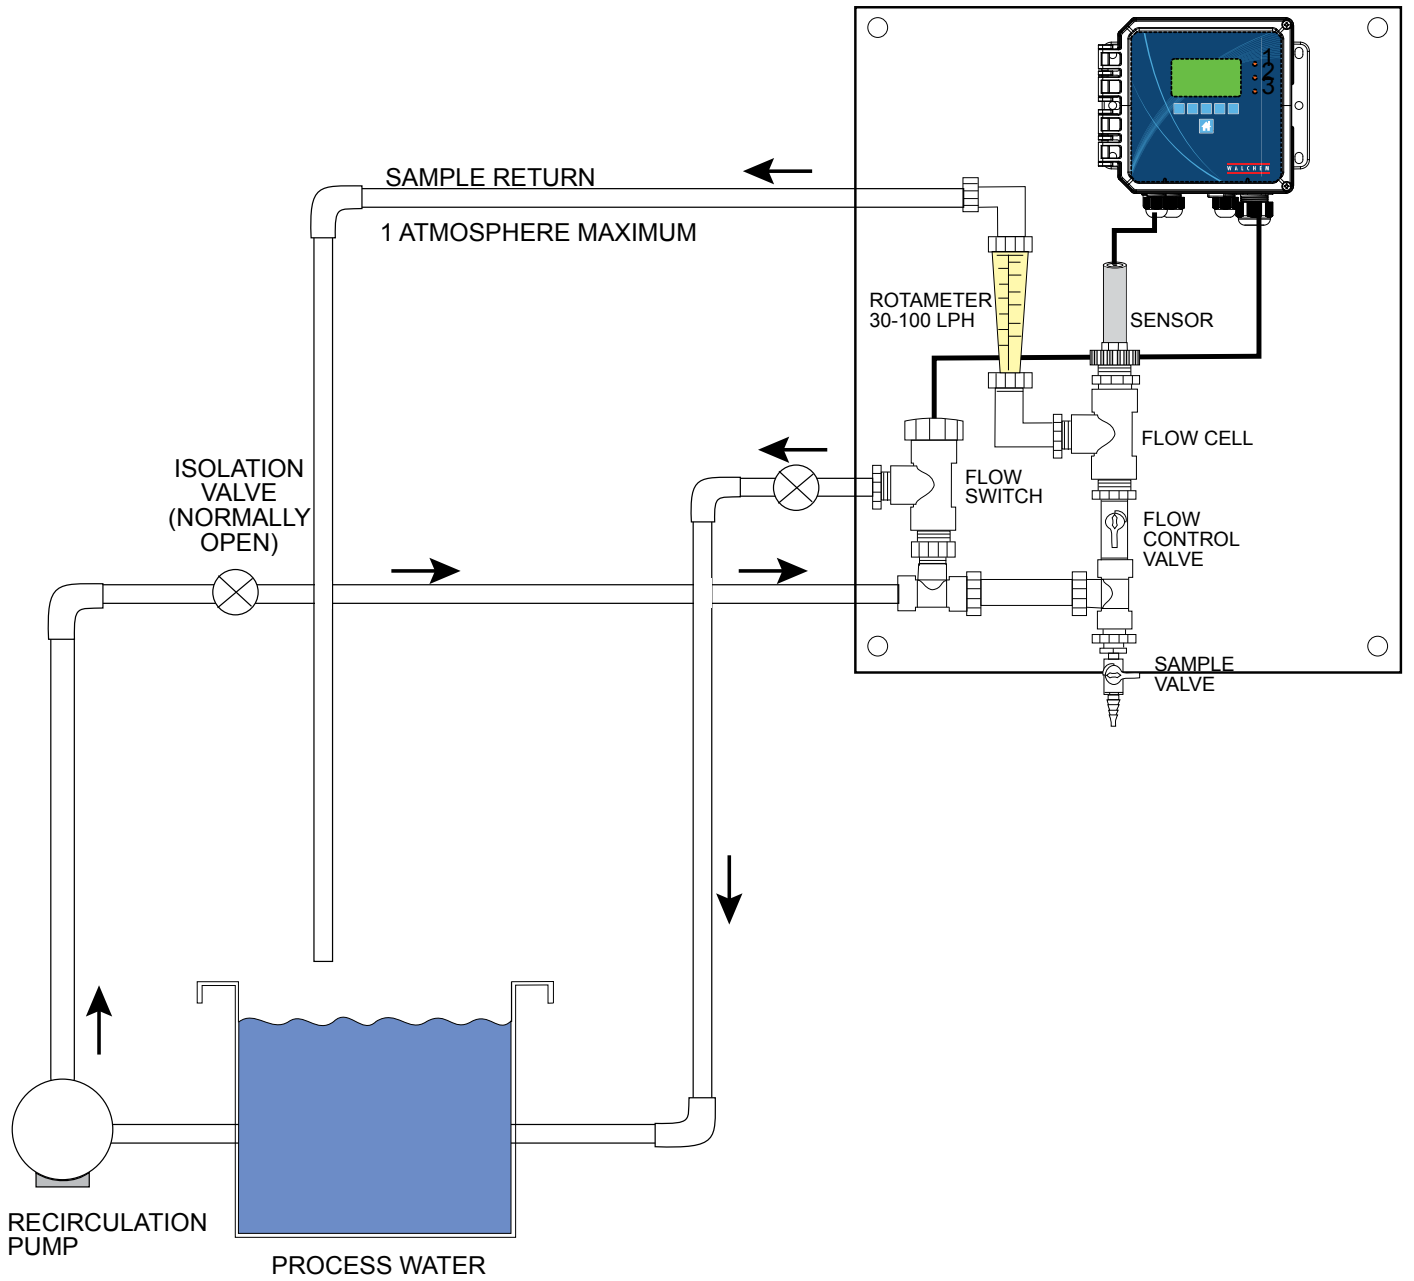 1
2
3
WALCHEM
SAMPLE RETURN
1 ATMOSPHERE MAXIMUM
ROTAMETER
30-100 LPH
SENSOR
FLOW CELL
ISOLATION
VALVE
(NORMALLY
OPEN)
FLOW
SWITCH
FLOW
CONTROL
VALVE
SAMPLE
VALVE
RECIRCULATION
PUMP
PROCESS WATER